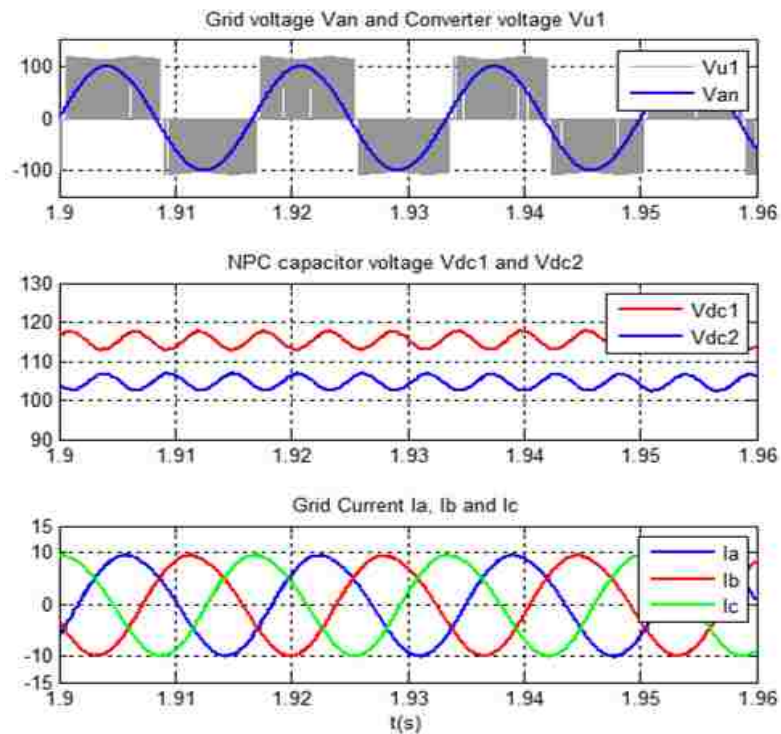 Grid voltage Van and Converter voltage Vu1
100
0
-100
Vu1
Van
1.9 1.91 1.92 1.93 1.94 1.95 1.96
NPC capacitor voltage Vdc1 and Vdc2
130
120
110
100
90
Vdc1
Vdc2
1.9 1.91 1.92 1.93 1.94 1.95 1.96
Grid Current Ia, Ib and Ic
15
10
0
-10
-15
Ia
Ib
Ic
1.9 1.91 1.92 1.93 1.94 1.95 1.96
t(s)